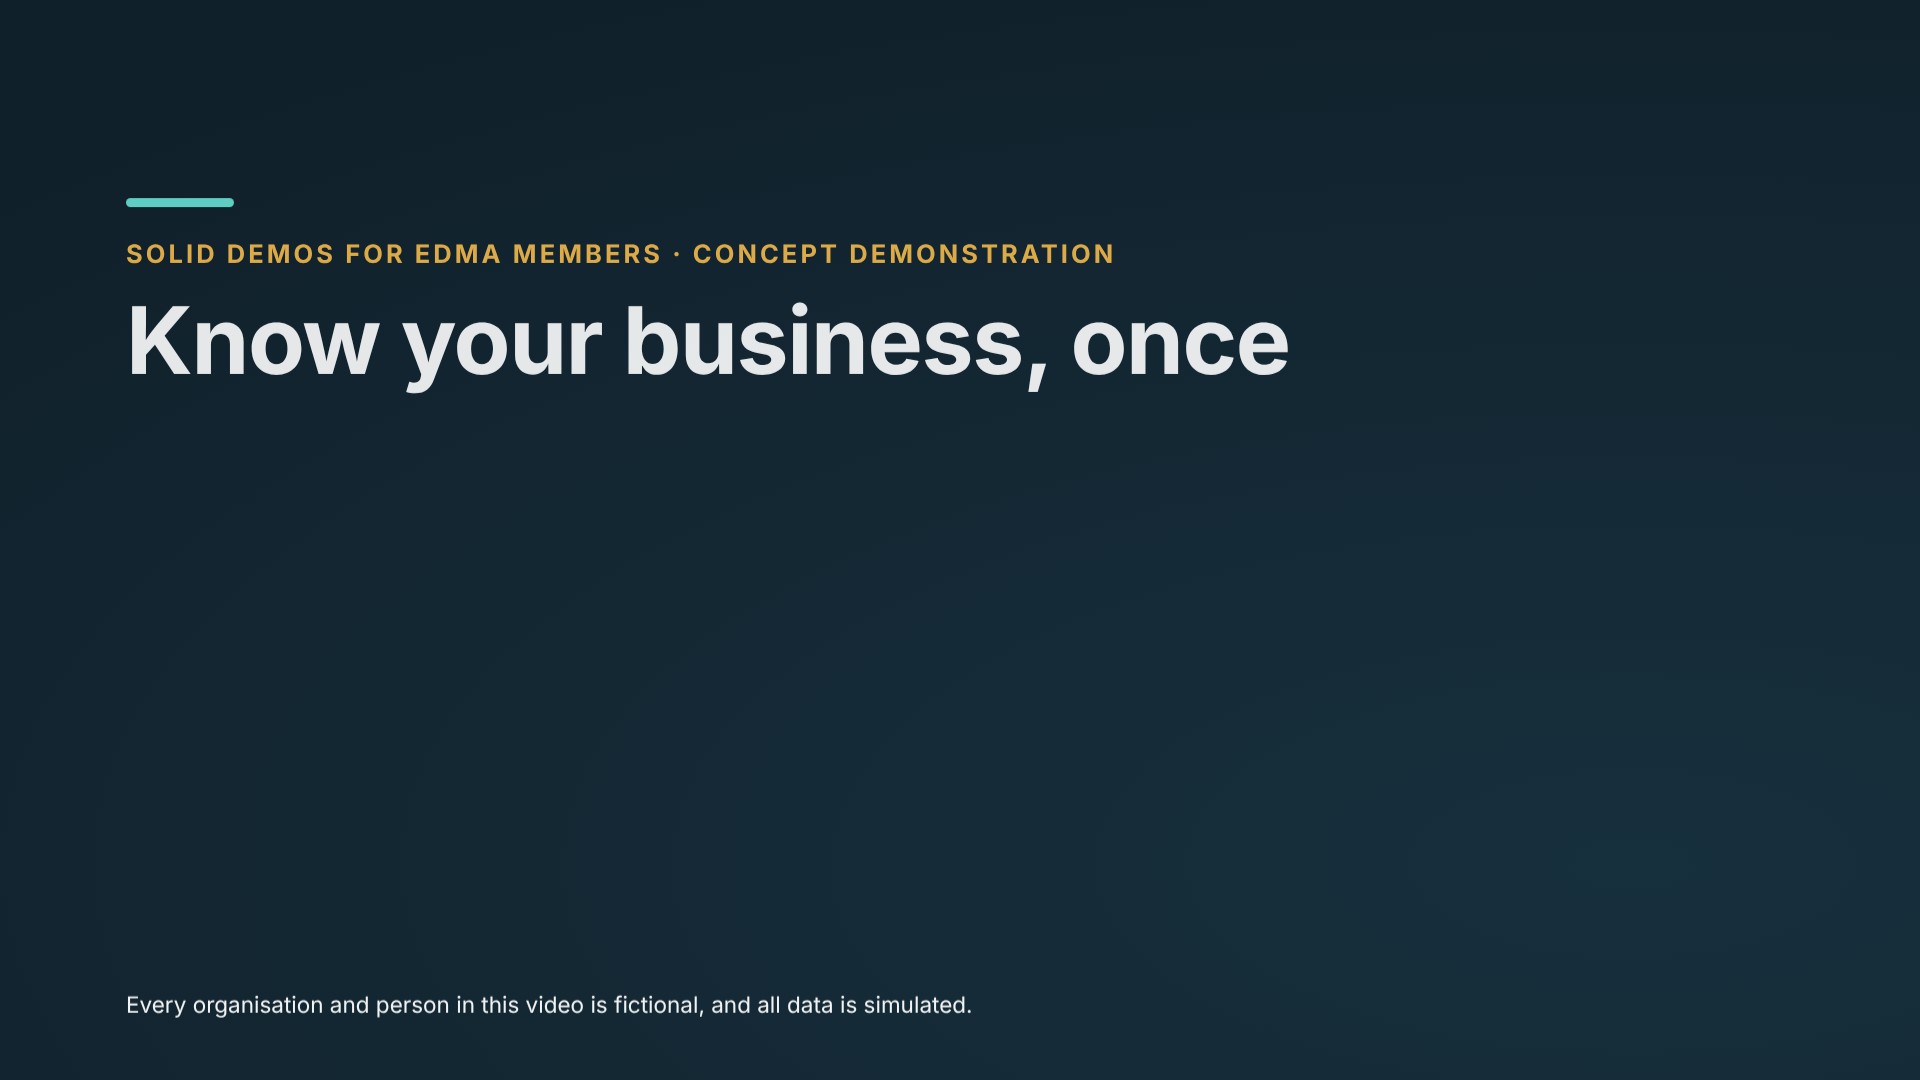 SOLID DEMOS FOR EDMA MEMBERS · CONCEPT DEMONSTRATION
Know your business, once
Every organisation and person in this video is fictional, and all data is simulated.